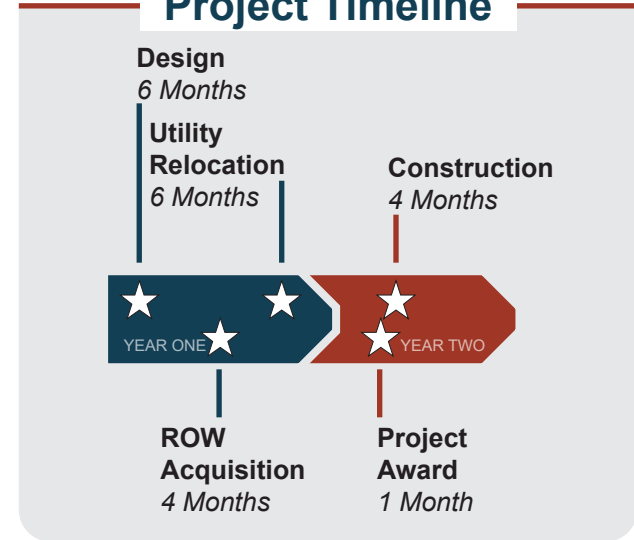 Project Timeline
Design
6 Months
Utility
Relocation
6 Months
Construction
4 Months
YEAR ONE
YEAR TWO
ROW
Acquisition
4 Months
Project
Award
1 Month